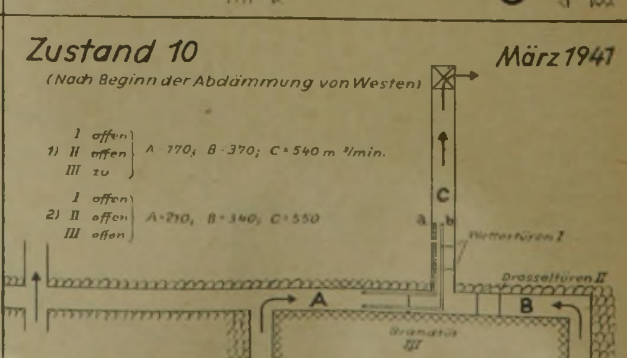 Zustand 10
März 1941
(Nach Beginn der Abdämmung von Westen)
I offen
1) II offen
III zu
A=170; B=370; C=540 m³/min.
I offen
2) II offen
III offen
A=210, B=340; C=550
C
a b
Wettertüren I
Drosseltüren II
A
B
Brandtür
III